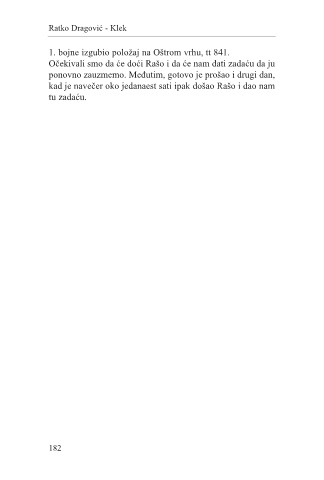 Ratko Dragović - Klek
1. bojne izgubio položaj na Oštrom vrhu, tt 841.
Očekivali smo da će doći Rašo i da će nam dati zadaću da ju
ponovno zauzmemo. Međutim, gotovo je prošao i drugi dan,
kad je navečer oko jedanaest sati ipak došao Rašo i dao nam
tu zadaću.
182